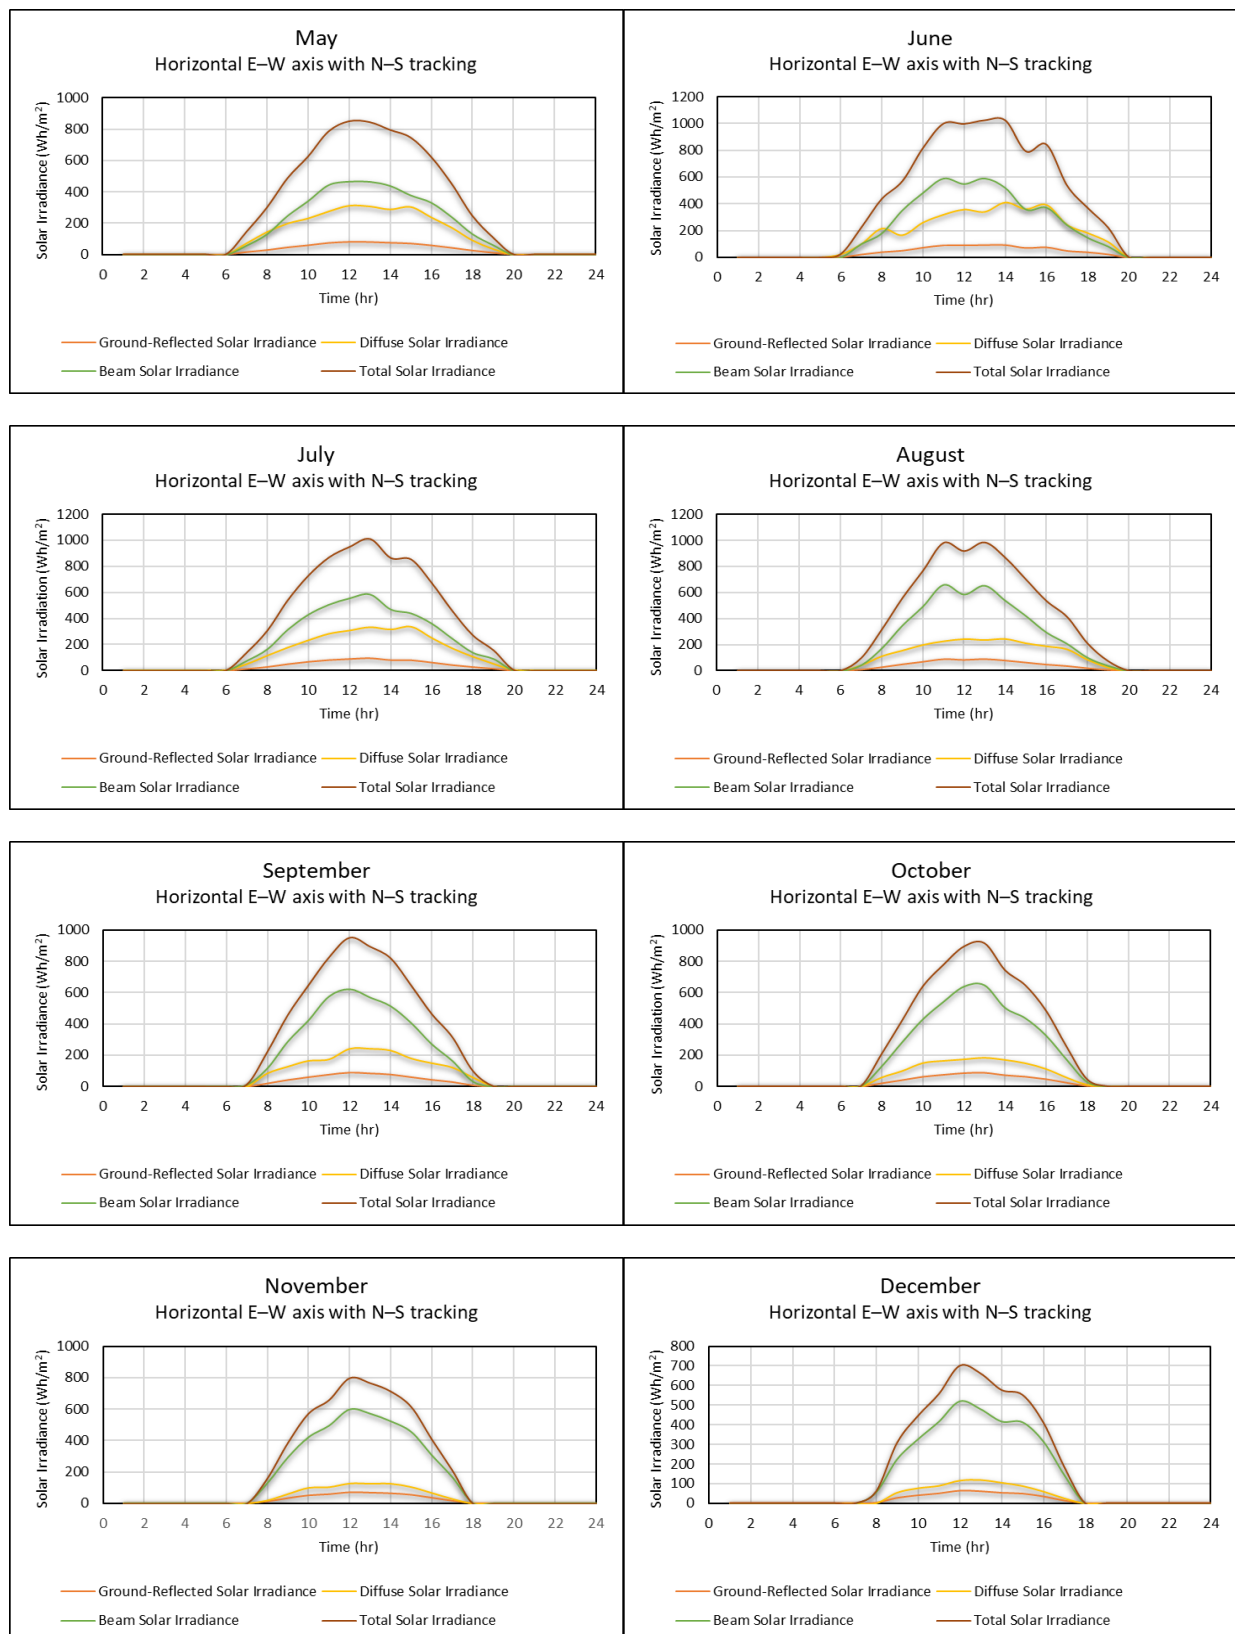 May
Horizontal E–W axis with N–S tracking
Solar Irradiance (Wh/m²)
1000
800
600
400
200
0
0 2 4 6 8 10 12 14 16 18 20 22 24
Time (hr)
Ground-Reflected Solar Irradiance Diffuse Solar Irradiance
Beam Solar Irradiance Total Solar Irradiance
June
Horizontal E–W axis with N–S tracking
Solar Irradiance (Wh/m²)
1200
1000
800
600
400
200
0
0 2 4 6 8 10 12 14 16 18 20 22 24
Time (hr)
Ground-Reflected Solar Irradiance Diffuse Solar Irradiance
Beam Solar Irradiance Total Solar Irradiance
July
Horizontal E–W axis with N–S tracking
Solar Irradiation (Wh/m²)
1200
1000
800
600
400
200
0
0 2 4 6 8 10 12 14 16 18 20 22 24
Time (hr)
Ground-Reflected Solar Irradiance Diffuse Solar Irradiance
Beam Solar Irradiance Total Solar Irradiance
August
Horizontal E–W axis with N–S tracking
Solar Irradiance (Wh/m²)
1200
1000
800
600
400
200
0
0 2 4 6 8 10 12 14 16 18 20 22 24
Time (hr)
Ground-Reflected Solar Irradiance Diffuse Solar Irradiance
Beam Solar Irradiance Total Solar Irradiance
September
Horizontal E–W axis with N–S tracking
Solar Irradiance (Wh/m²)
1000
800
600
400
200
0
0 2 4 6 8 10 12 14 16 18 20 22 24
Time (hr)
Ground-Reflected Solar Irradiance Diffuse Solar Irradiance
Beam Solar Irradiance Total Solar Irradiance
October
Horizontal E–W axis with N–S tracking
Solar Irradiation (Wh/m²)
1000
800
600
400
200
0
0 2 4 6 8 10 12 14 16 18 20 22 24
Time (hr)
Ground-Reflected Solar Irradiance Diffuse Solar Irradiance
Beam Solar Irradiance Total Solar Irradiance
November
Horizontal E–W axis with N–S tracking
Solar Irradiance (Wh/m²)
1000
800
600
400
200
0
0 2 4 6 8 10 12 14 16 18 20 22 24
Time (hr)
Ground-Reflected Solar Irradiance Diffuse Solar Irradiance
Beam Solar Irradiance Total Solar Irradiance
December
Horizontal E–W axis with N–S tracking
Solar Irradiance (Wh/m²)
800
700
600
500
400
300
200
100
0
0 2 4 6 8 10 12 14 16 18 20 22 24
Time (hr)
Ground-Reflected Solar Irradiance Diffuse Solar Irradiance
Beam Solar Irradiance Total Solar Irradiance